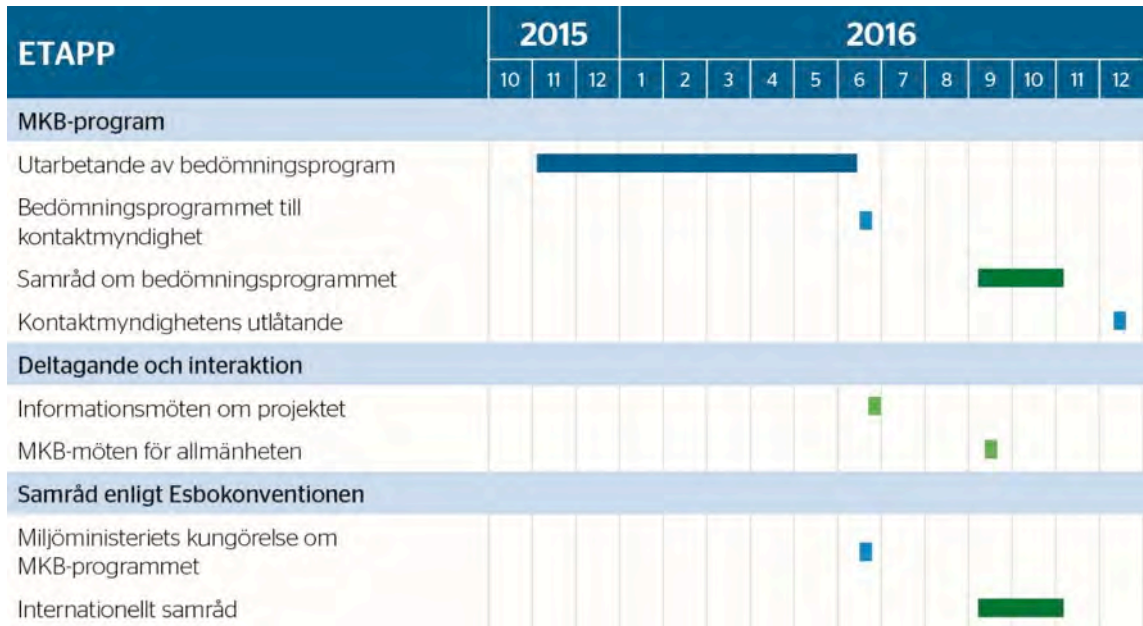 ETAPP
2015 2016
10 11 12 1 2 3 4 5 6 7 8 9 10 11 12
MKB-program
Utarbetande av bedömningsprogram
Bedömningsprogrammet till
kontaktmyndighet
Samråd om bedömningsprogrammet
Kontaktmyndighetens utlåtande
Deltagande och interaktion
Informationsmöten om projektet
MKB-möten för allmänheten
Samråd enligt Esbokonventionen
Miljöministeriets kungörelse om
MKB-programmet
Internationellt samråd